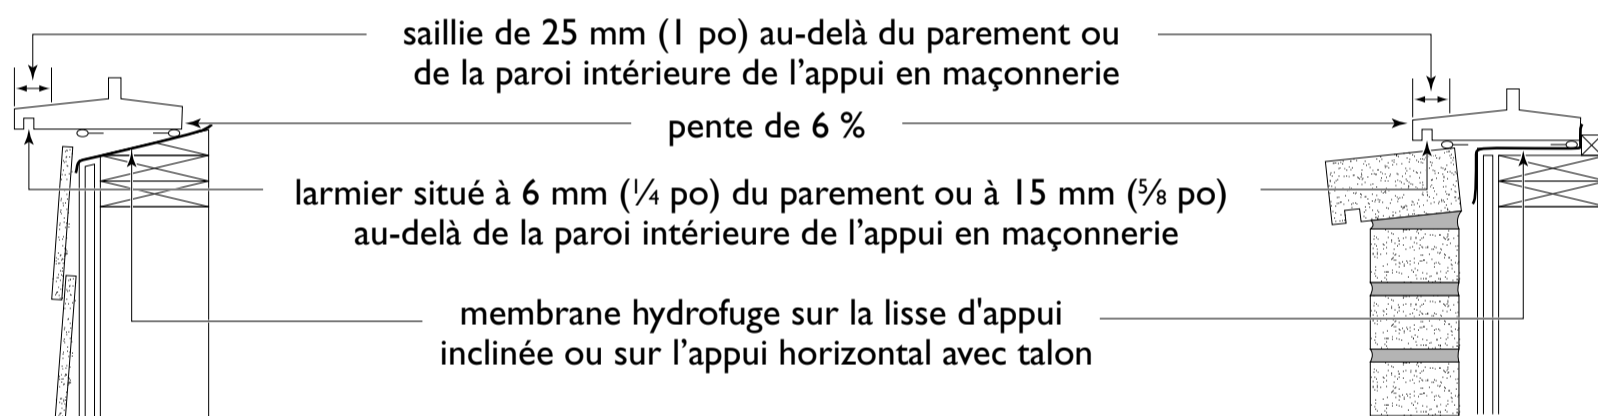 saillie de 25 mm (1 po) au-delà du parement ou
de la paroi intérieure de l’appui en maçonnerie
pente de 6 %
larmier situé à 6 mm (¼ po) du parement ou à 15 mm (⅝ po)
au-delà de la paroi intérieure de l’appui en maçonnerie
membrane hydrofuge sur la lisse d'appui
inclinée ou sur l’appui horizontal avec talon